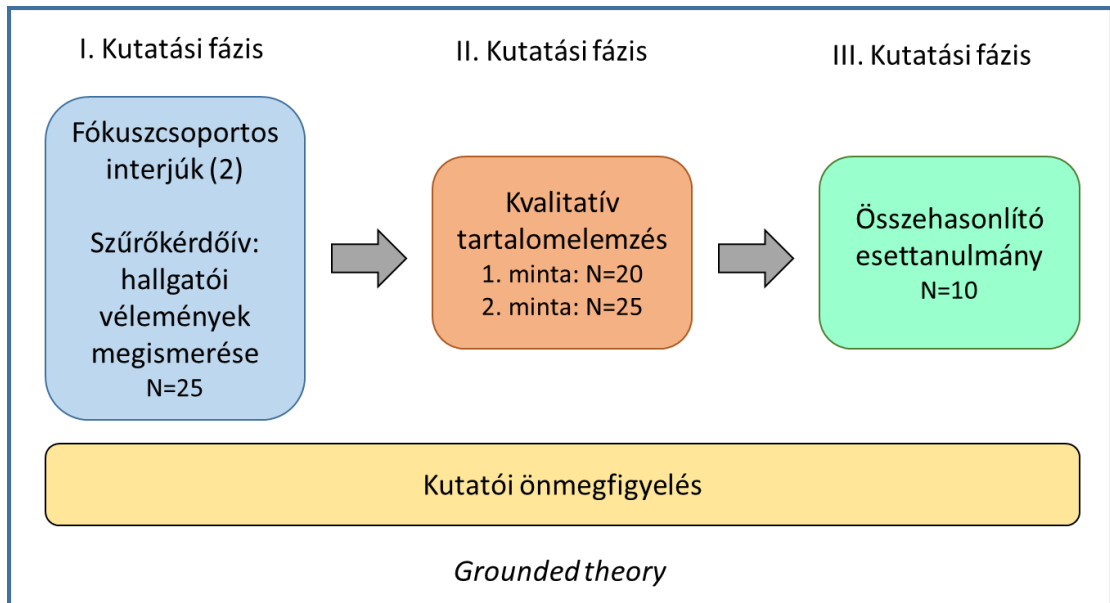 I. Kutatási fázis
II. Kutatási fázis
III. Kutatási fázis
Fókuszcsoportos
interjúk (2)
Szűrőkérdőív:
hallgatói
vélemények
megismerése
N=25
Kvalitatív
tartalomelemzés
1. minta: N=20
2. minta: N=25
Összehasonlító
esettanulmány
N=10
Kutatói önmegfigyelés
Grounded theory